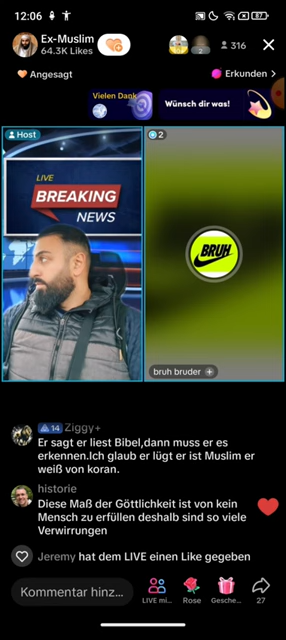 12:06
87
Ex-Muslim
64.3K Likes
2
316
Angesagt
Erkunden >
Vielen Dank
Wünsch dir was!
Host
2
LIVE
BREAKING
NEWS
BRUH
bruh bruder +
14 Ziggy+
Er sagt er liest Bibel,dann muss er es
erkennen.Ich glaub er lügt er ist Muslim er
weiß von koran.
historie
Diese Maß der Göttlichkeit ist von kein
Mensch zu erfüllen deshalb sind so viele
Verwirrungen
Jeremy hat dem LIVE einen Like gegeben
Kommentar hinz...
LIVE mi...
Rose
Gesche...
27